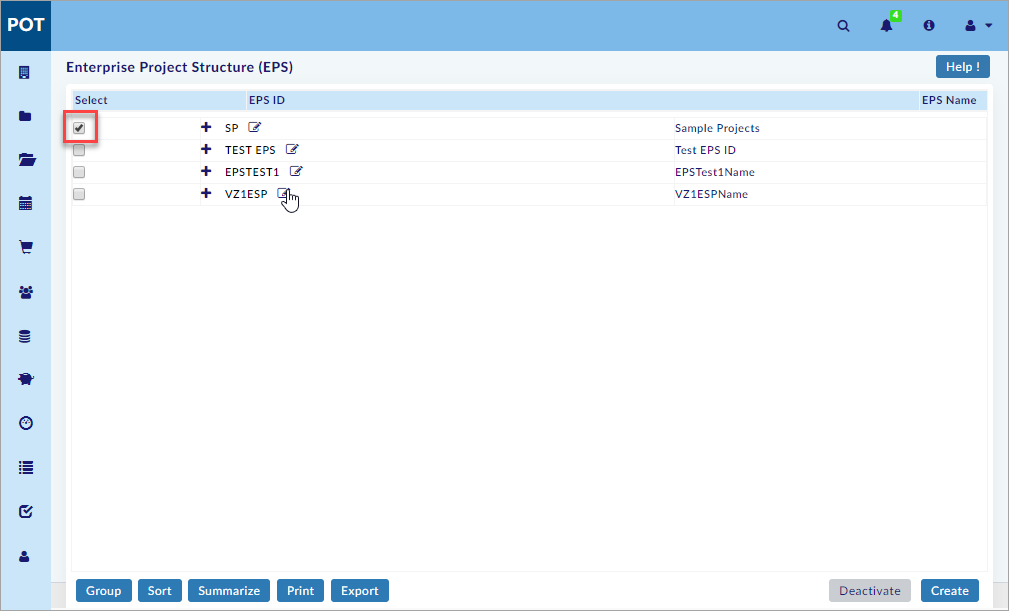 POT
4
Enterprise Project Structure (EPS)
Help !
Select EPS ID EPS Name
SP Sample Projects
TEST EPS Test EPS ID
EPSTEST1 EPSTest1Name
VZ1ESP VZ1ESPName
Group Sort Summarize Print Export Deactivate Create